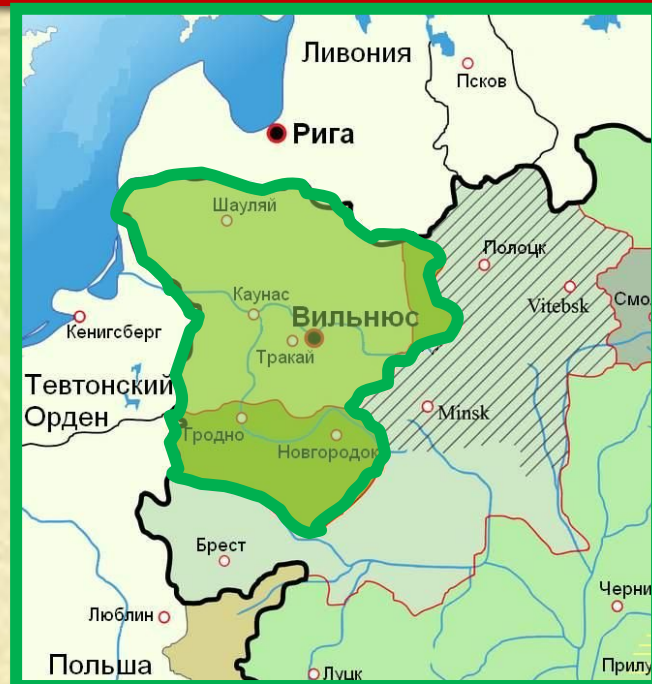 Ливония
Псков
Рига
Шауляй
Полоцк
Каунас
Вильнюс
Vitebsk
Смо
Кенигсберг
Тракай
Тевтонский
Орден
Minsk
Гродно
Новгородок
Брест
Черни
Люблин
Польша
Луцк
Прилу